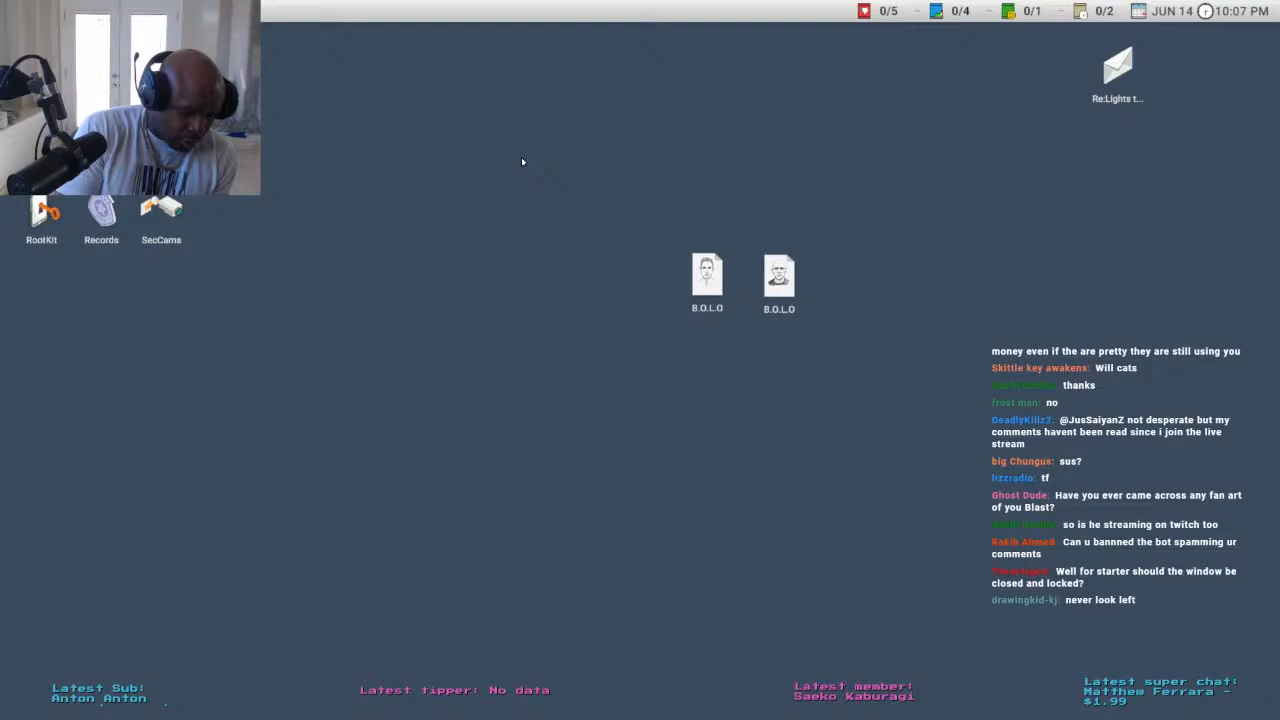 0/5
0/4
0/1
0/2
JUN 14
10:07 PM
Re:Lights t...
RootKit
Records
SecCams
B.O.L.O
B.O.L.O
money even if the are pretty they are still using you
Skittle key awakens: Will cats
thanks
frost man: no
DeadlyKillz2: @JusSaiyanZ not desperate but my
comments havent been read since i join the live
stream
big Chungus: sus?
lizzradio: tf
Ghost Dude: Have you ever came across any fan art
of you Blast?
so is he streaming on twitch too
Rakib Ahmed: Can u bannned the bot spamming ur
comments
Well for starter should the window be
closed and locked?
drawingkid-kj: never look left
Latest Sub:
Anton Anton
Latest tipper: No data
Latest member:
Saeko Kaburagi
Latest super chat:
Matthew Ferrara -
$1.99